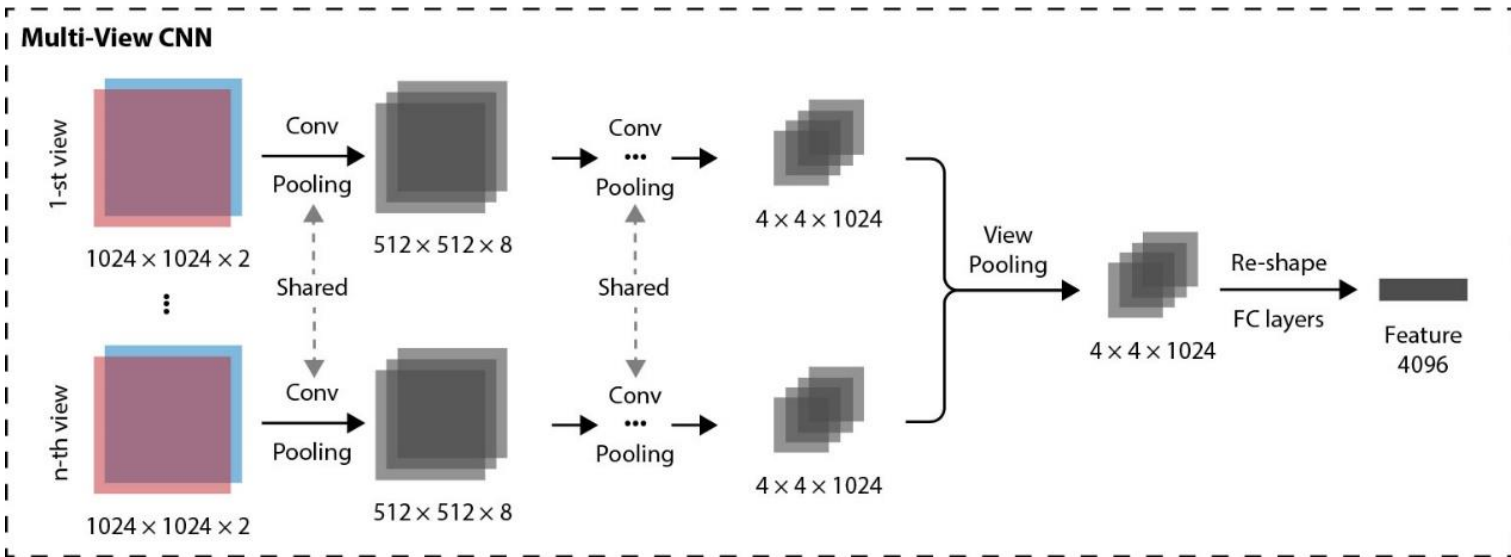 Multi-View CNN
1-st view
1024 × 1024 × 2
Conv
Pooling
512 × 512 × 8
Conv
...
Pooling
4 × 4 × 1024
Shared
Shared
n-th view
1024 × 1024 × 2
Conv
Pooling
512 × 512 × 8
Conv
...
Pooling
4 × 4 × 1024
View
Pooling
4 × 4 × 1024
Re-shape
FC layers
Feature
4096